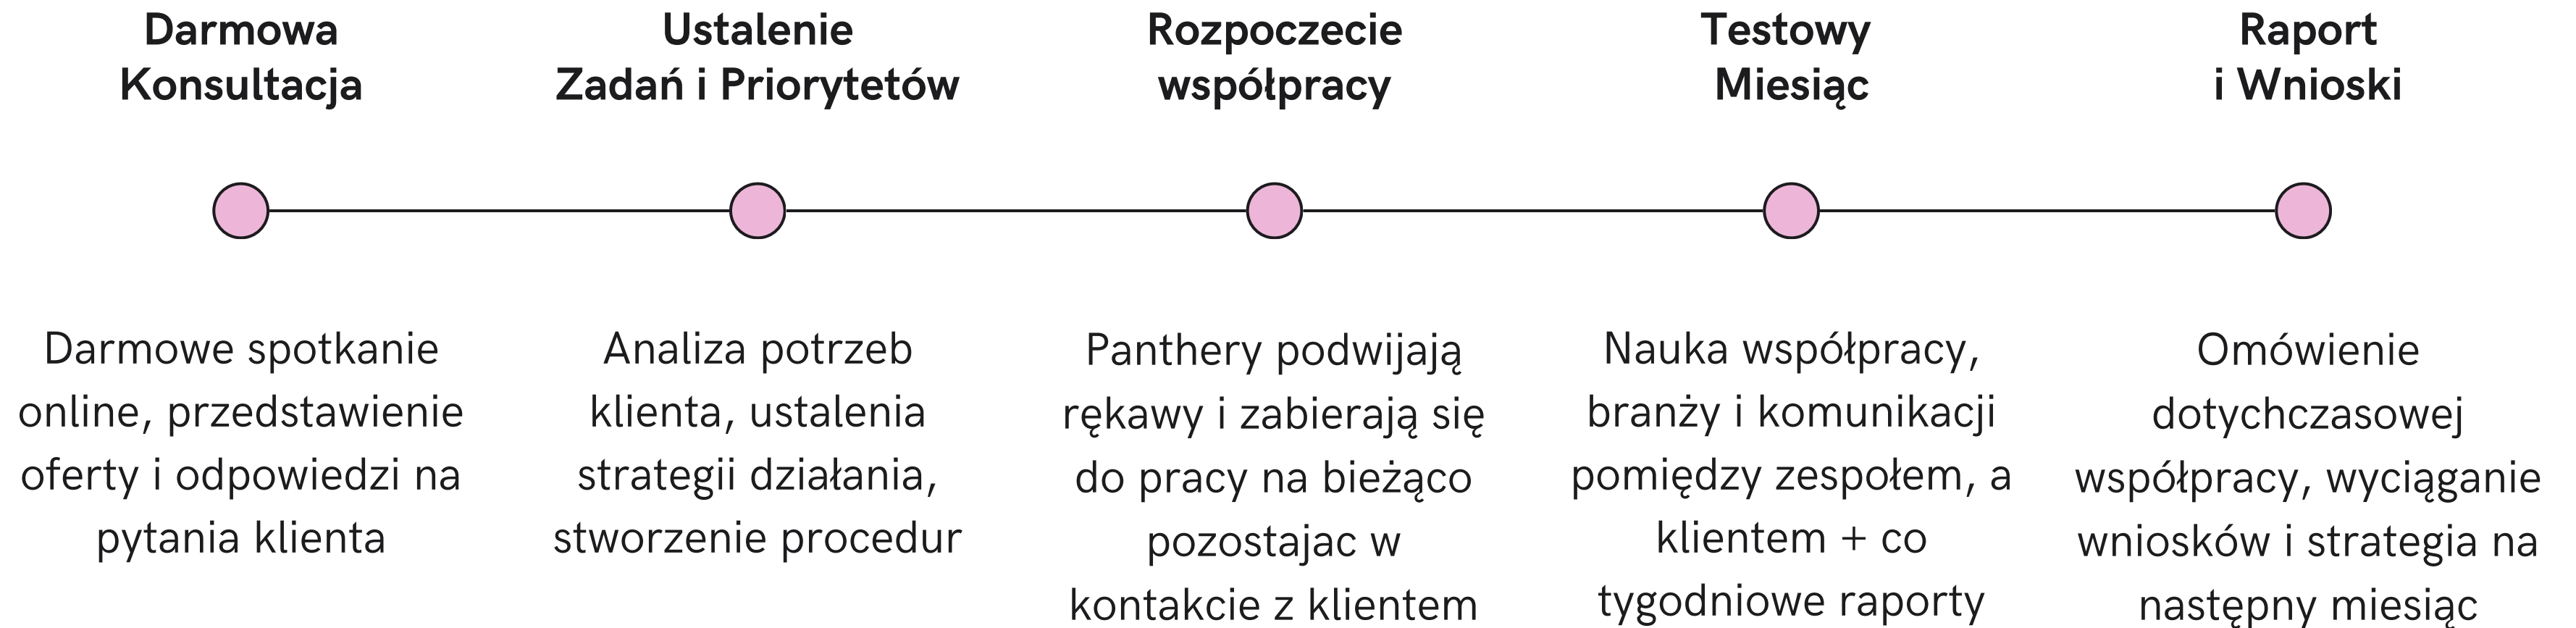 Darmowa
Konsultacja
Ustalenie
Zadań i Priorytetów
Rozpoczecie
współpracy
Testowy
Miesiąc
Raport
i Wnioski
Darmowe spotkanie
online, przedstawienie
oferty i odpowiedzi na
pytania klienta
Analiza potrzeb
klienta, ustalenia
strategii działania,
stworzenie procedur
Panthery podwijają
rękawy i zabierają się
do pracy na bieżąco
pozostajac w
kontakcie z klientem
Nauka współpracy,
branży i komunikacji
pomiędzy zespołem, a
klientem + co
tygodniowe raporty
Omówienie
dotychczasowej
współpracy, wyciąganie
wniosków i strategia na
następny miesiąc